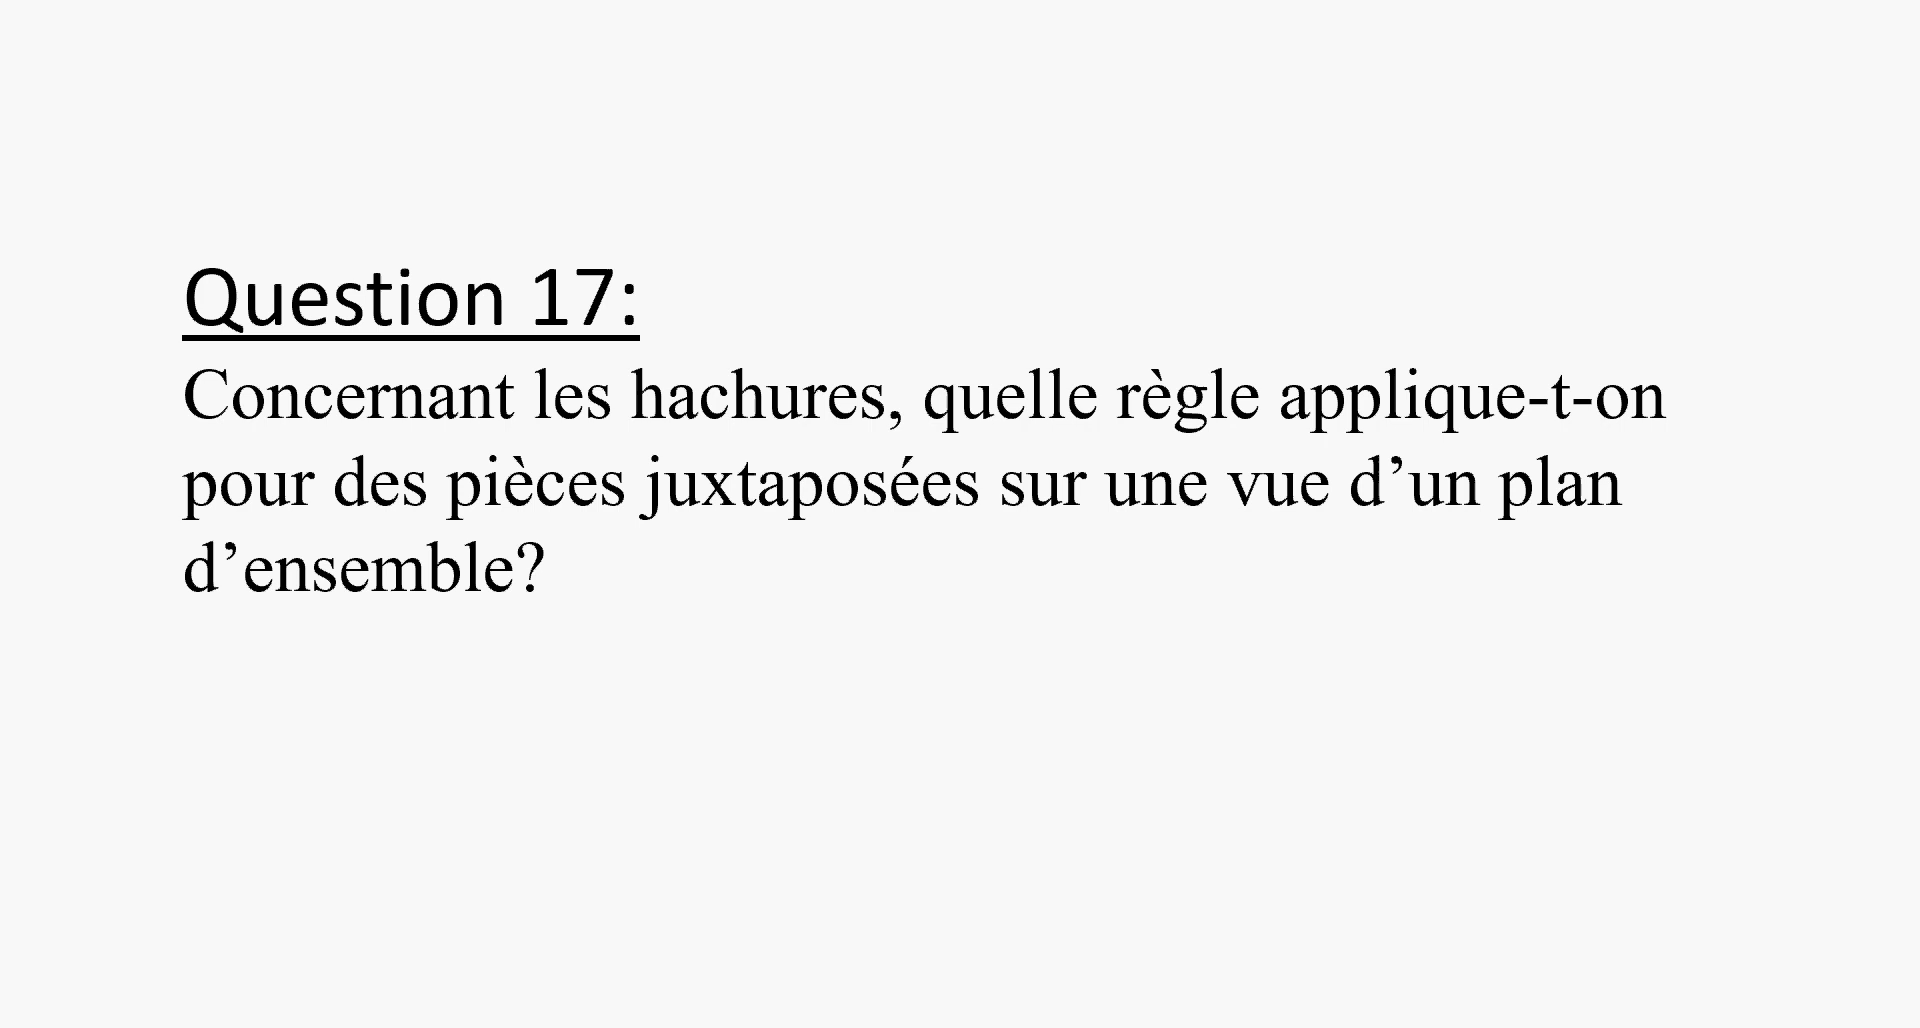 Question 17:
Concernant les hachures, quelle règle applique-t-on
pour des pièces juxtaposées sur une vue d’un plan
d’ensemble?